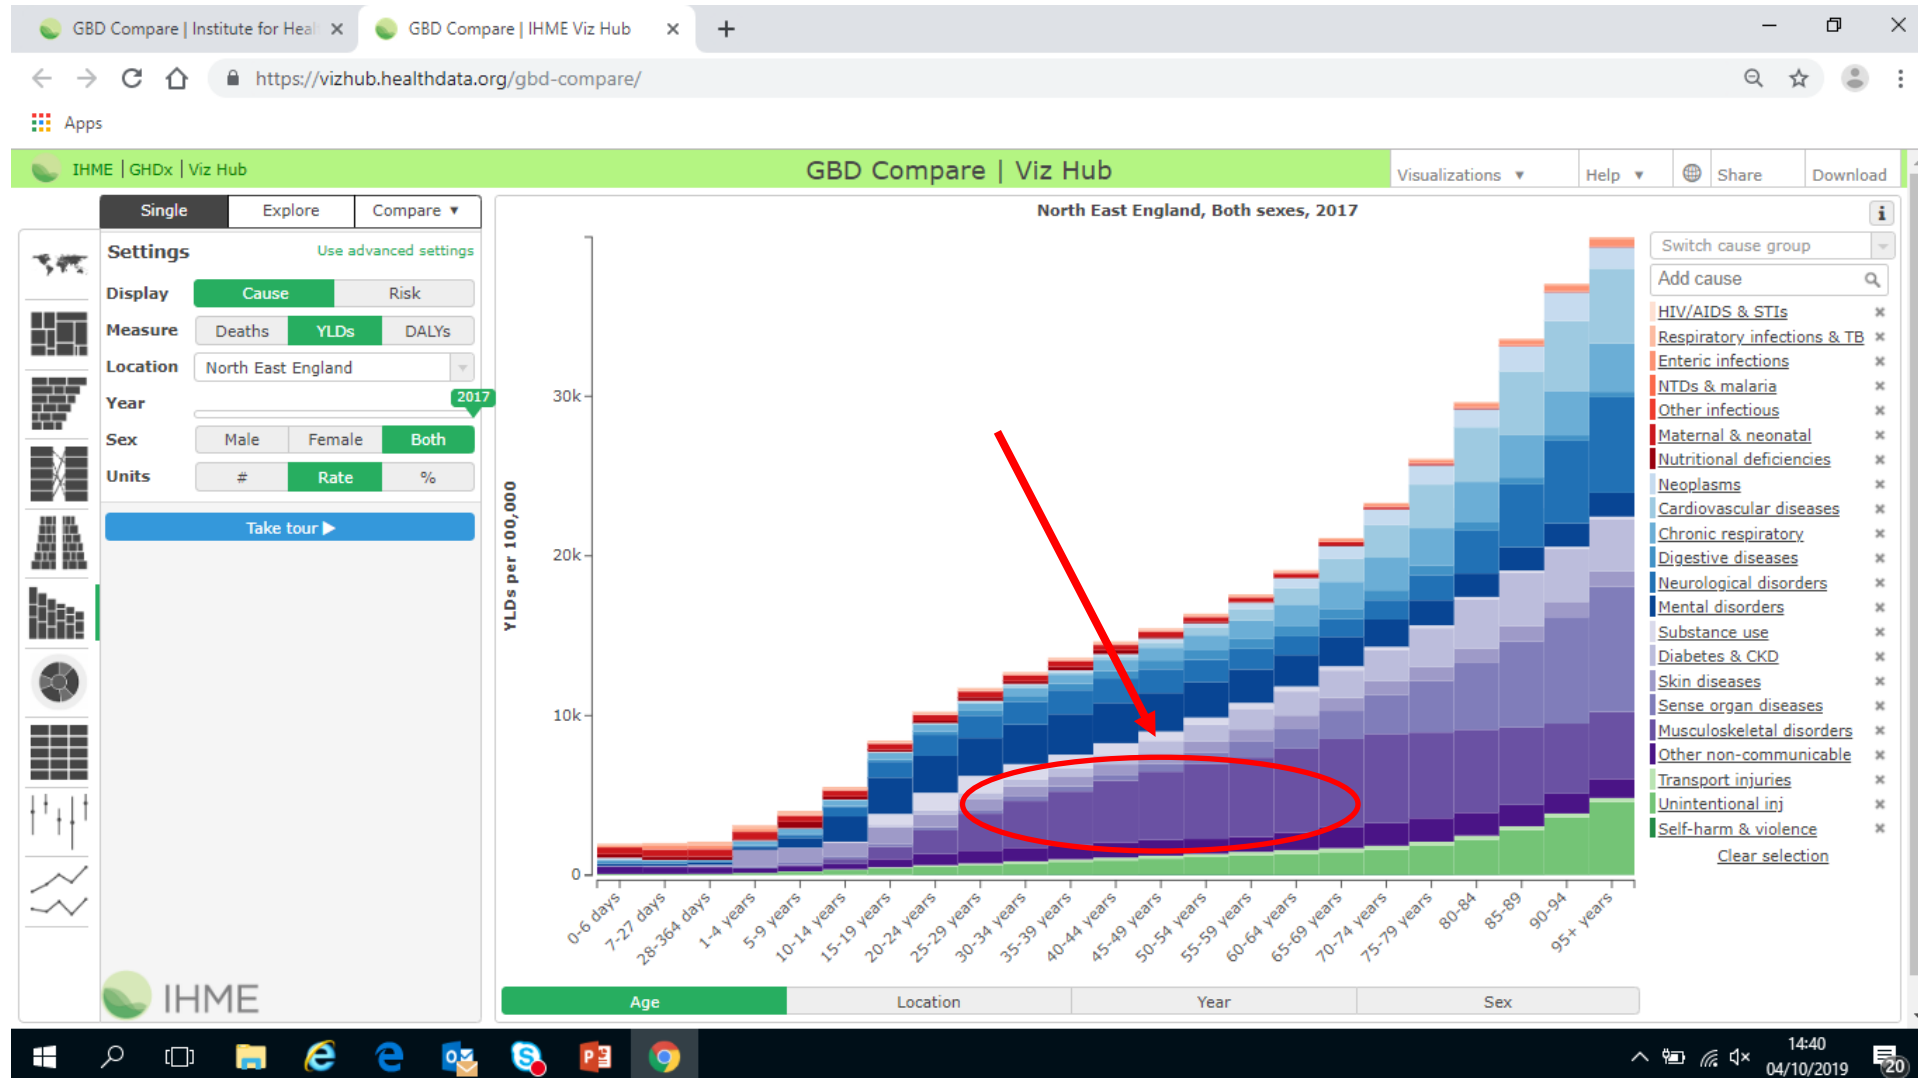 GBD Compare | Institute for Heal
GBD Compare | IHME Viz Hub
https://vizhub.healthdata.org/gbd-compare/
Apps
IHME | GHDx | Viz Hub
GBD Compare | Viz Hub
Visualizations
Help
Share
Download
Single
Explore
Compare
Settings
Use advanced settings
Display
Cause
Risk
Measure
Deaths
YLDs
DALYs
Location
North East England
Year
2017
Sex
Male
Female
Both
Units
#
Rate
%
Take tour
IHME
North East England, Both sexes, 2017
i
YLDs per 100,000
30k
20k
10k
0
0-6 days
7-27 days
28-364 days
1-4 years
5-9 years
10-14 years
15-19 years
20-24 years
25-29 years
30-34 years
35-39 years
40-44 years
45-49 years
50-54 years
55-59 years
60-64 years
65-69 years
70-74 years
75-79 years
80-84
85-89
90-94
95+ years
Age
Location
Year
Sex
Switch cause group
Add cause
HIV/AIDS & STIs
Respiratory infections & TB
Enteric infections
NTDs & malaria
Other infectious
Maternal & neonatal
Nutritional deficiencies
Neoplasms
Cardiovascular diseases
Chronic respiratory
Digestive diseases
Neurological disorders
Mental disorders
Substance use
Diabetes & CKD
Skin diseases
Sense organ diseases
Musculoskeletal disorders
Other non-communicable
Transport injuries
Unintentional inj
Self-harm & violence
Clear selection
14:40
04/10/2019
20